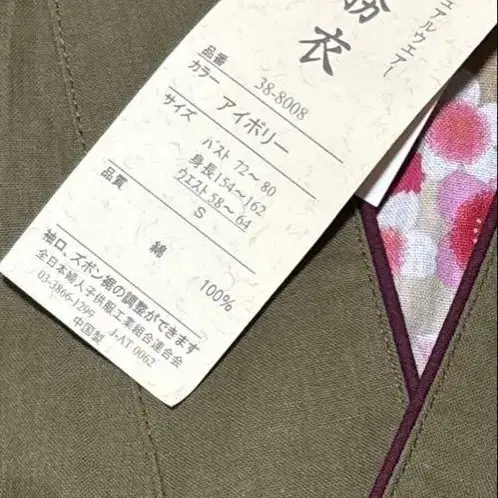 ュアルウエアー
衣
品番 38-8008
カラー アイボリー
サイズ
バスト 72～80
身長154～162
ウエスト58～64
S
品質 綿 100%
袖口、ズボン裾の調整ができます
全日本婦人子供服工業組合連合会
03-3866-1299 J-AT 0062
中国製